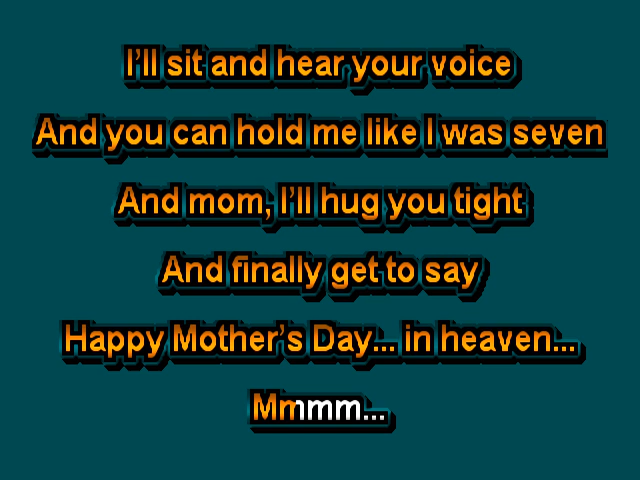 I'll sit and hear your voice
And you can hold me like I was seven
And mom, I'll hug you tight
And finally get to say
Happy Mother's Day... in heaven...
Mmmmm...